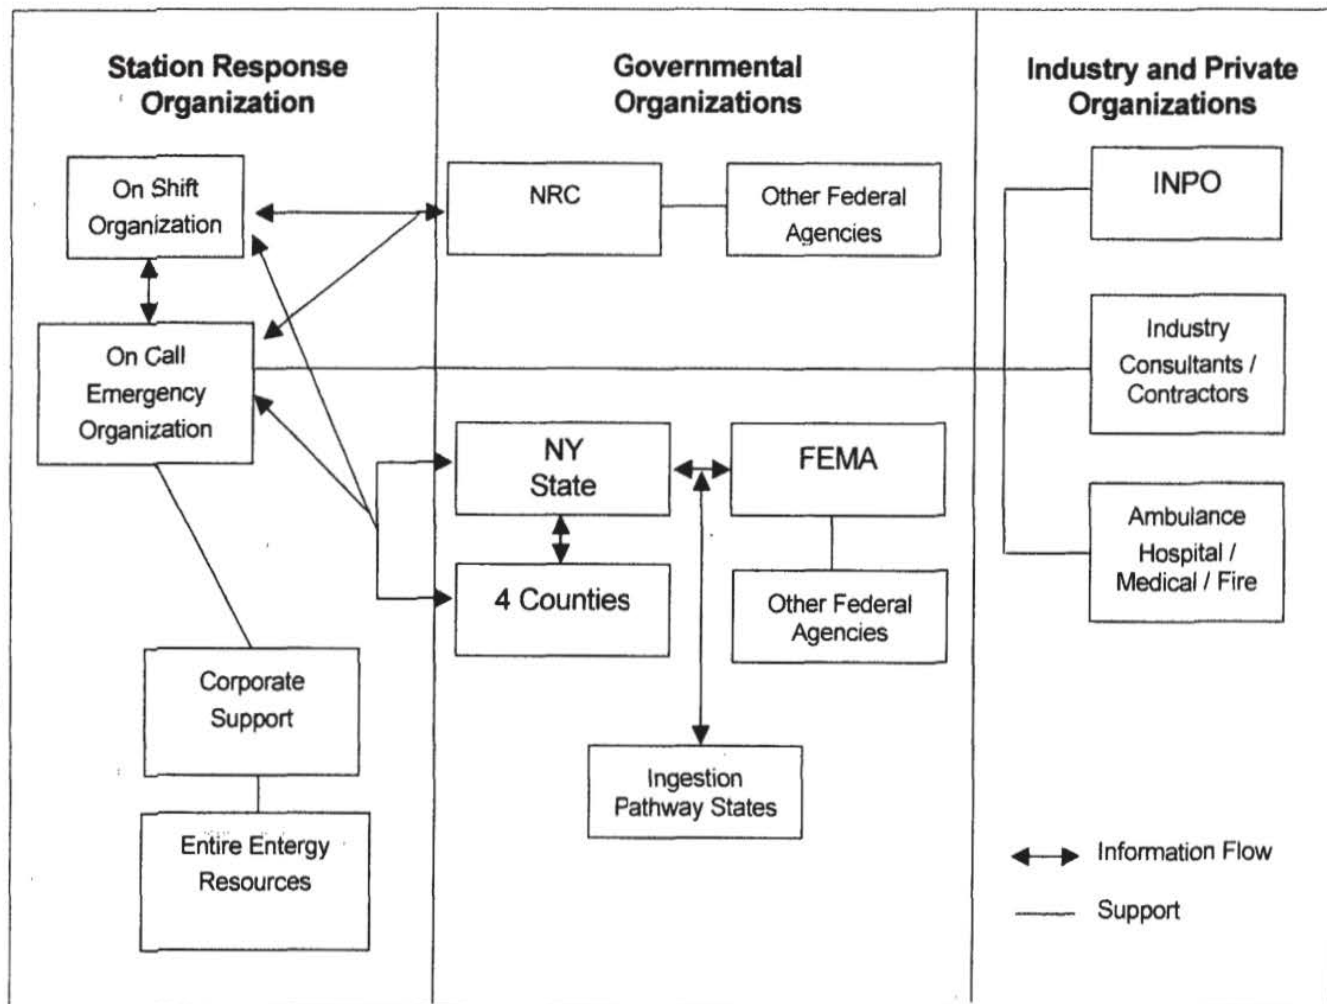 Station Response
Organization
Governmental
Organizations
Industry and Private
Organizations
On Shift
Organization
NRC
Other Federal
Agencies
INPO
On Call
Emergency
Organization
Industry
Consultants /
Contractors
NY
State
FEMA
Ambulance
Hospital /
Medical / Fire
4 Counties
Other Federal
Agencies
Corporate
Support
Ingestion
Pathway States
Entire Entergy
Resources
Information Flow
Support